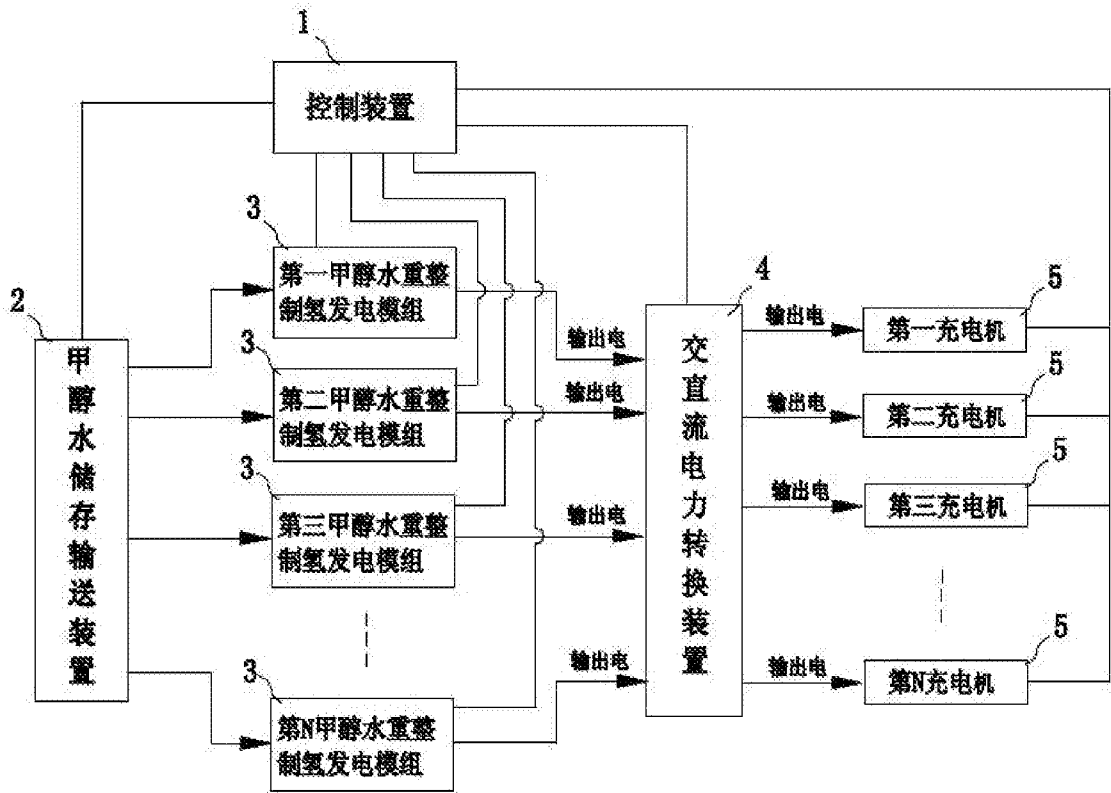 1
控制装置
3
第一甲醇水重整
制氢发电模组
2
甲醇水储存输送装置
3
第二甲醇水重整
制氢发电模组
3
第三甲醇水重整
制氢发电模组
3
第N甲醇水重整
制氢发电模组
输出电
输出电
输出电
输出电
4
交直流电力转换装置
输出电
输出电
输出电
输出电
5
第一充电机
5
第二充电机
5
第三充电机
5
第N充电机